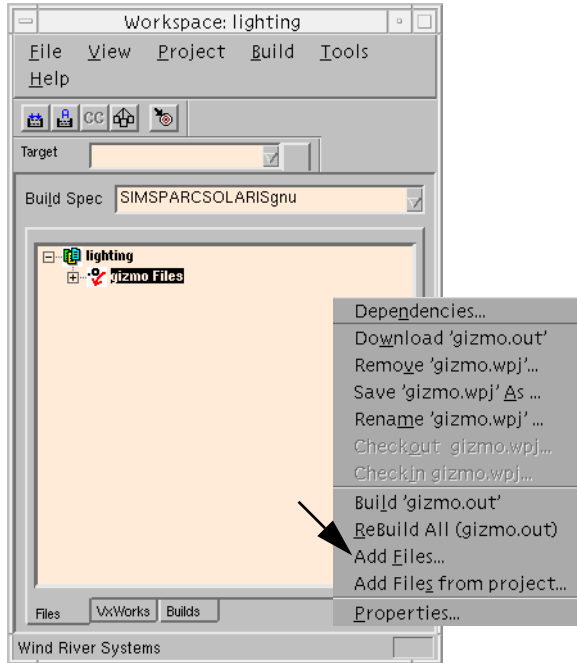 Workspace: lighting
File View Project Build Tools
Help
CC
Target
Build Spec SIMSPARCSOLARISgnu
lighting
gizmo Files
Dependencies...
Download 'gizmo.out'
Remove 'gizmo.wpj'...
Save 'gizmo.wpj' As ...
Rename 'gizmo.wpj' ...
Checkout gizmo.wpj...
Checkin gizmo.wpj...
Build 'gizmo.out'
ReBuild All (gizmo.out)
Add Files...
Add Files from project...
Properties...
Files VxWorks Builds
Wind River Systems